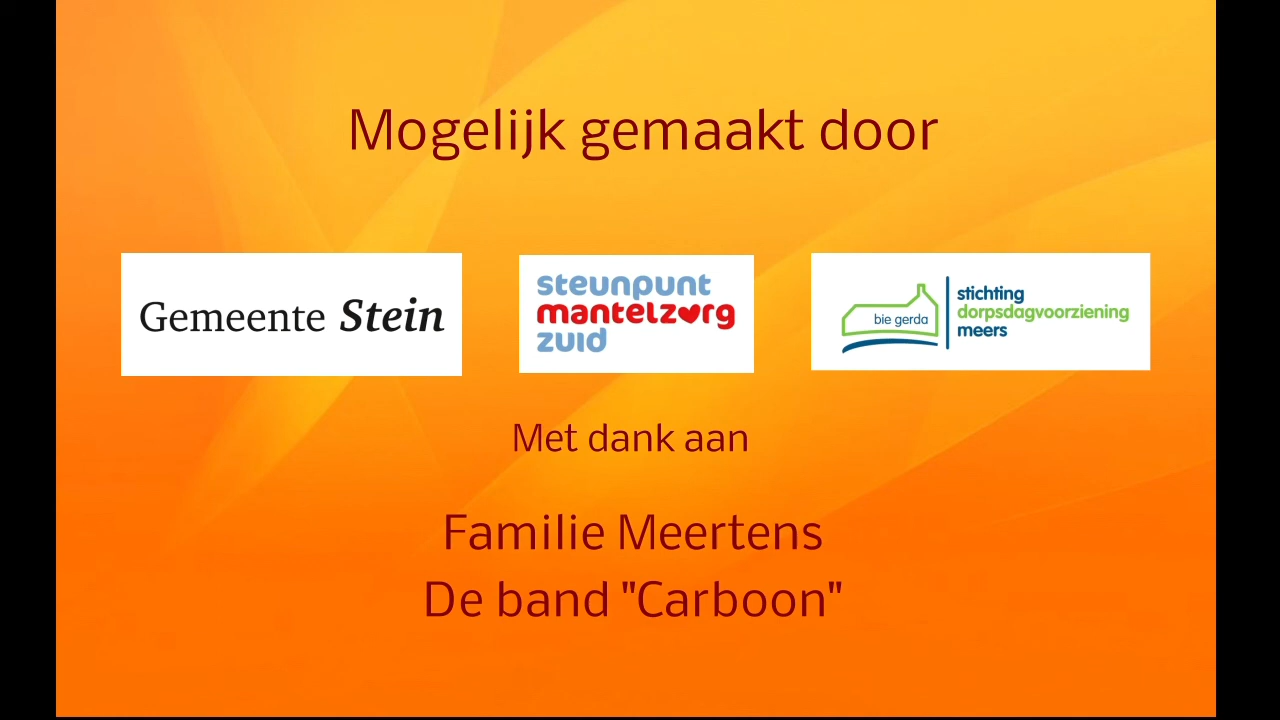 Mogelijk gemaakt door
Gemeente Stein
steunpunt
mantelzorg
zuid
bie gerda
stichting
dorpsdagvoorziening
meers
Met dank aan
Familie Meertens
De band "Carboon"